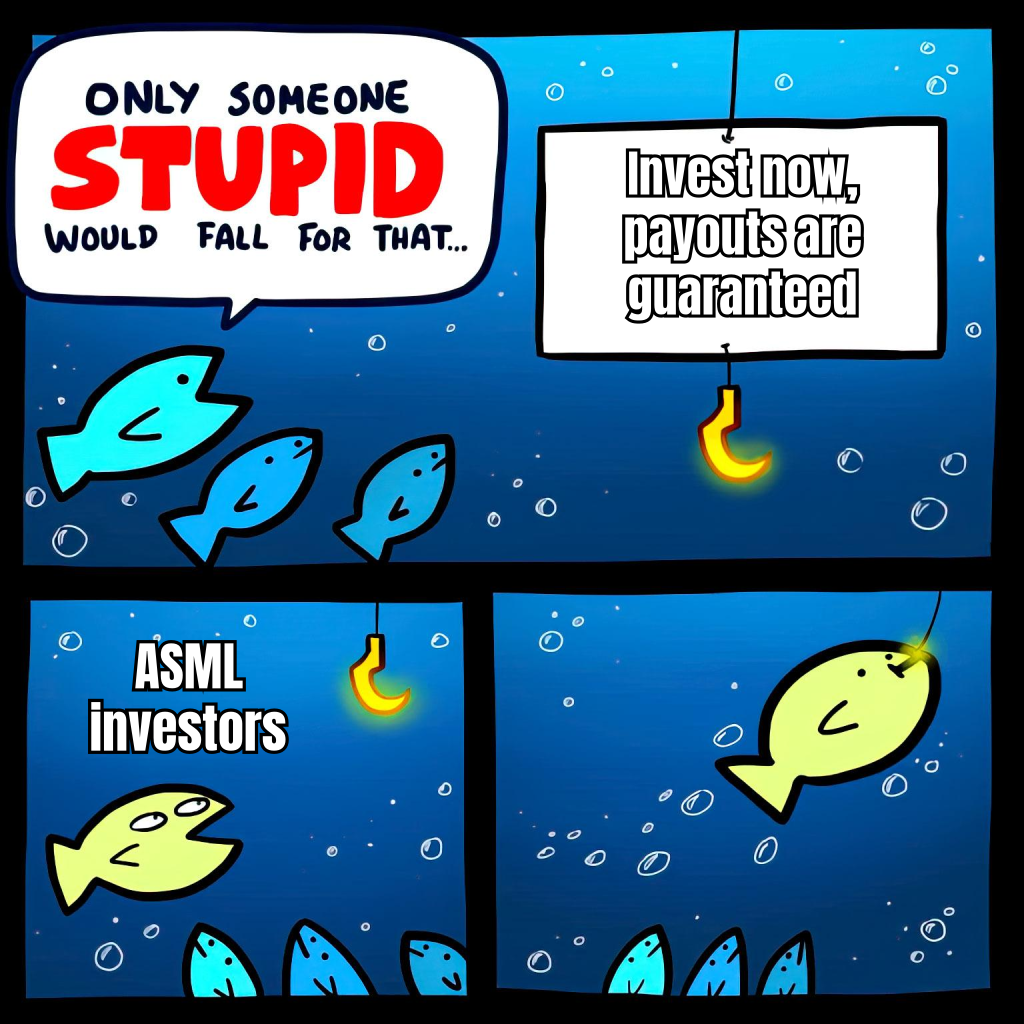 ONLY SOMEONE
STUPID
WOULD FALL FOR THAT...
Invest now,
payouts are
guaranteed
ASML
investors